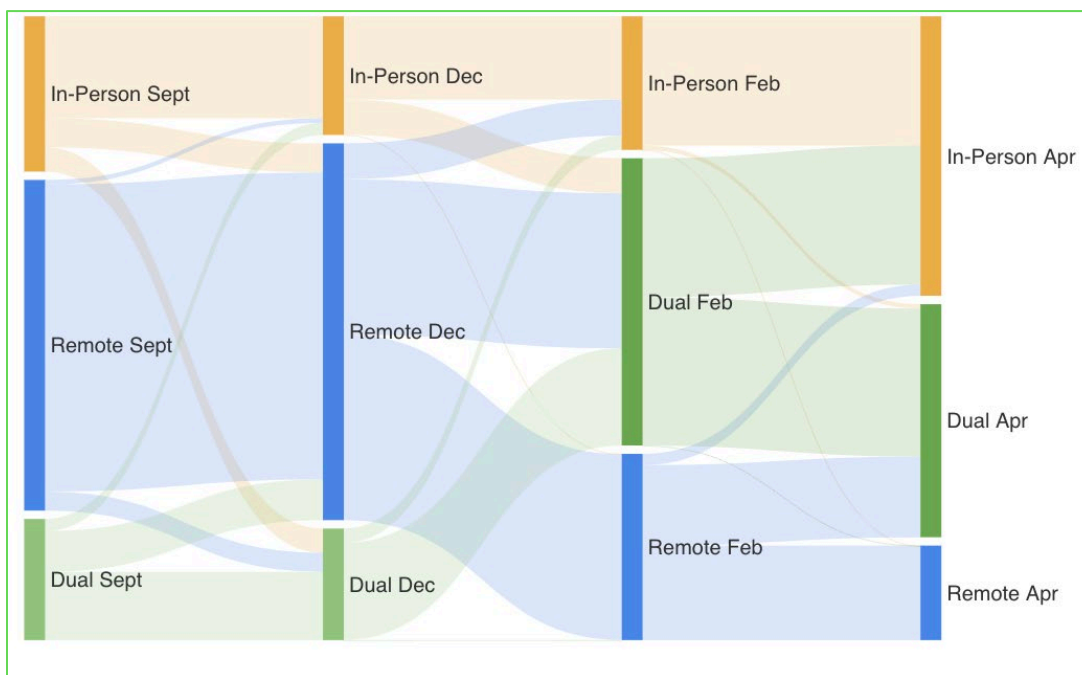 In-Person Sept
Remote Sept
Dual Sept
In-Person Dec
Remote Dec
Dual Dec
In-Person Feb
Dual Feb
Remote Feb
In-Person Apr
Dual Apr
Remote Apr